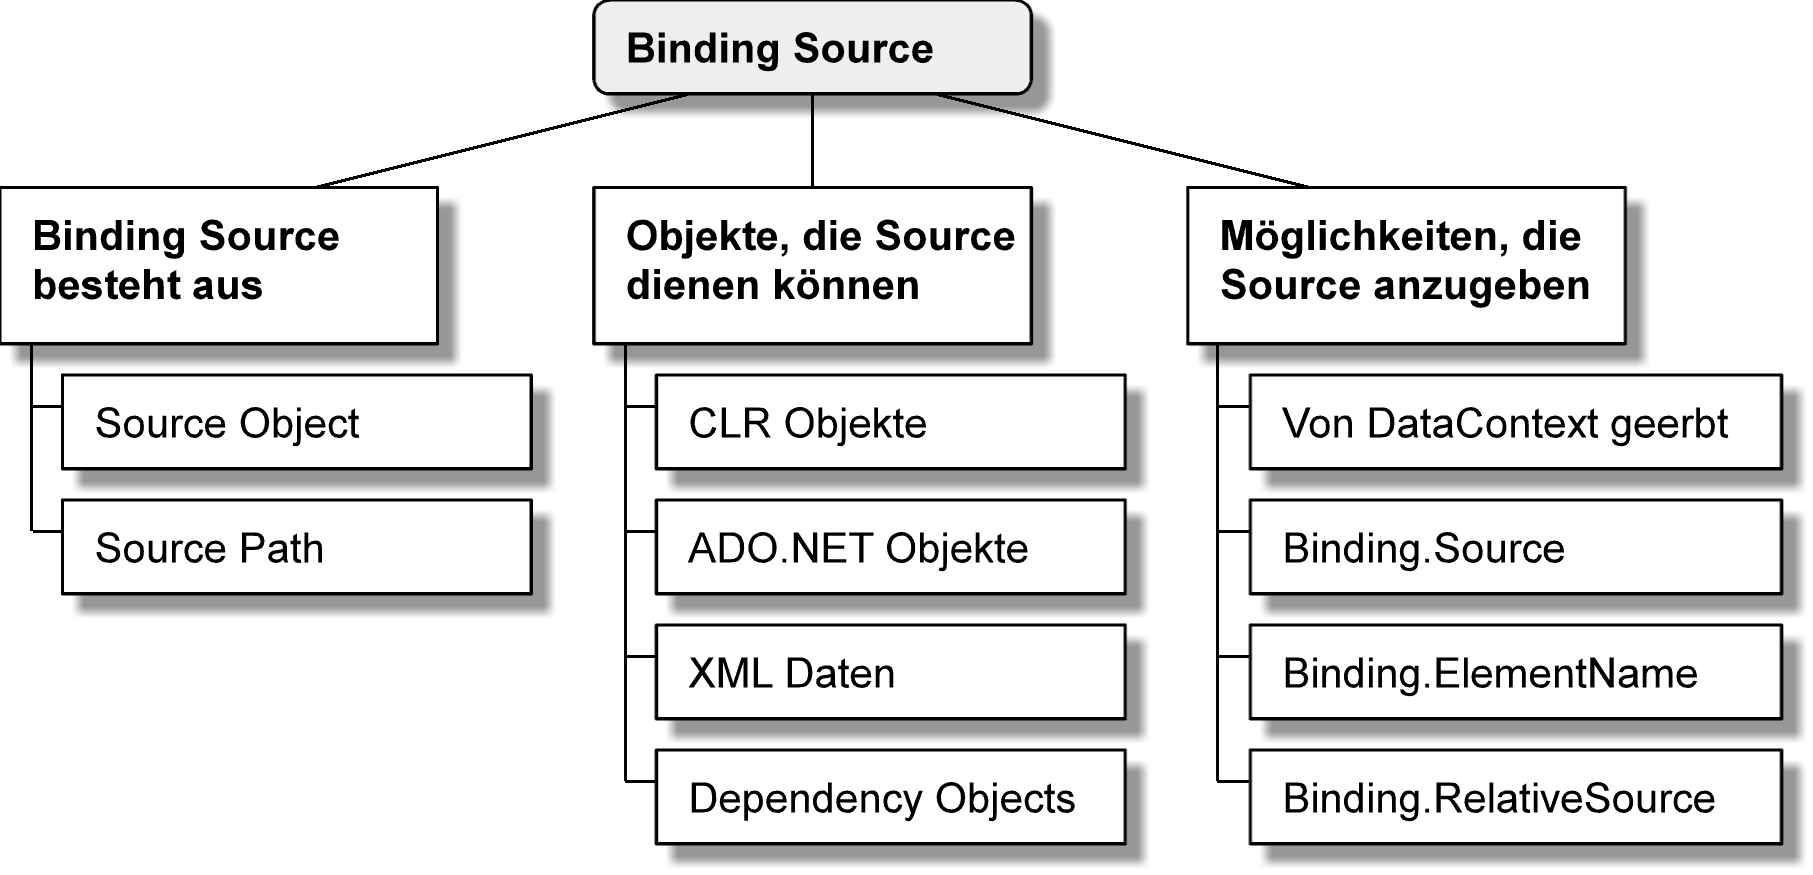 Binding Source
Binding Source
besteht aus
Source Object
Source Path
Objekte, die Source
dienen können
CLR Objekte
ADO.NET Objekte
XML Daten
Dependency Objects
Möglichkeiten, die
Source anzugeben
Von DataContext geerbt
Binding.Source
Binding.ElementName
Binding.RelativeSource